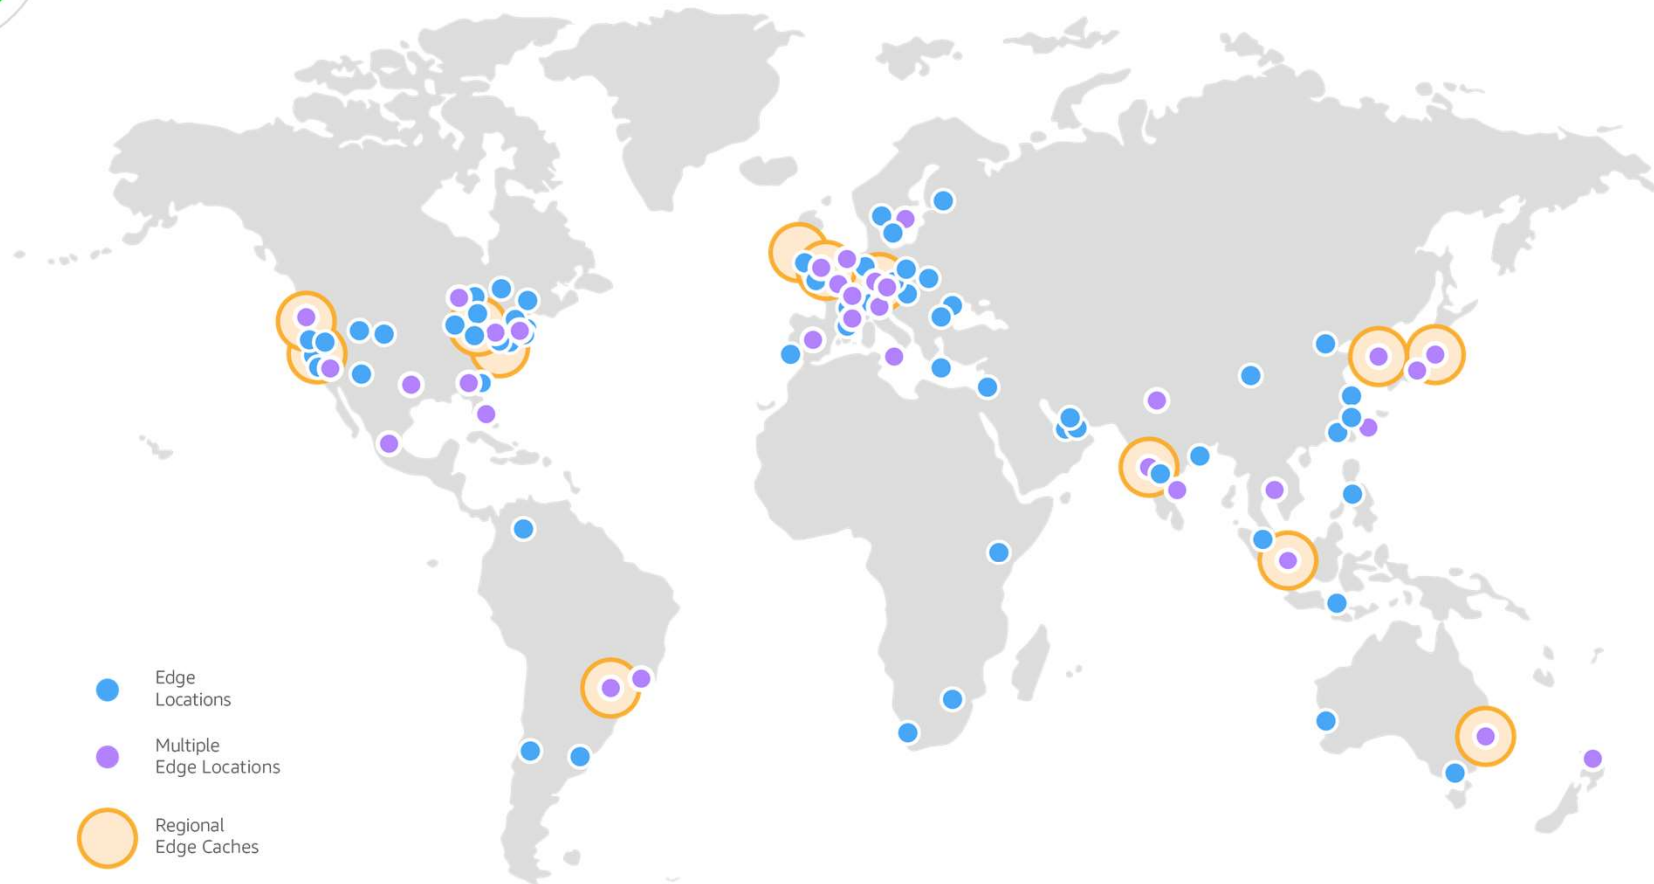 Edge
Locations
Multiple
Edge Locations
Regional
Edge Caches